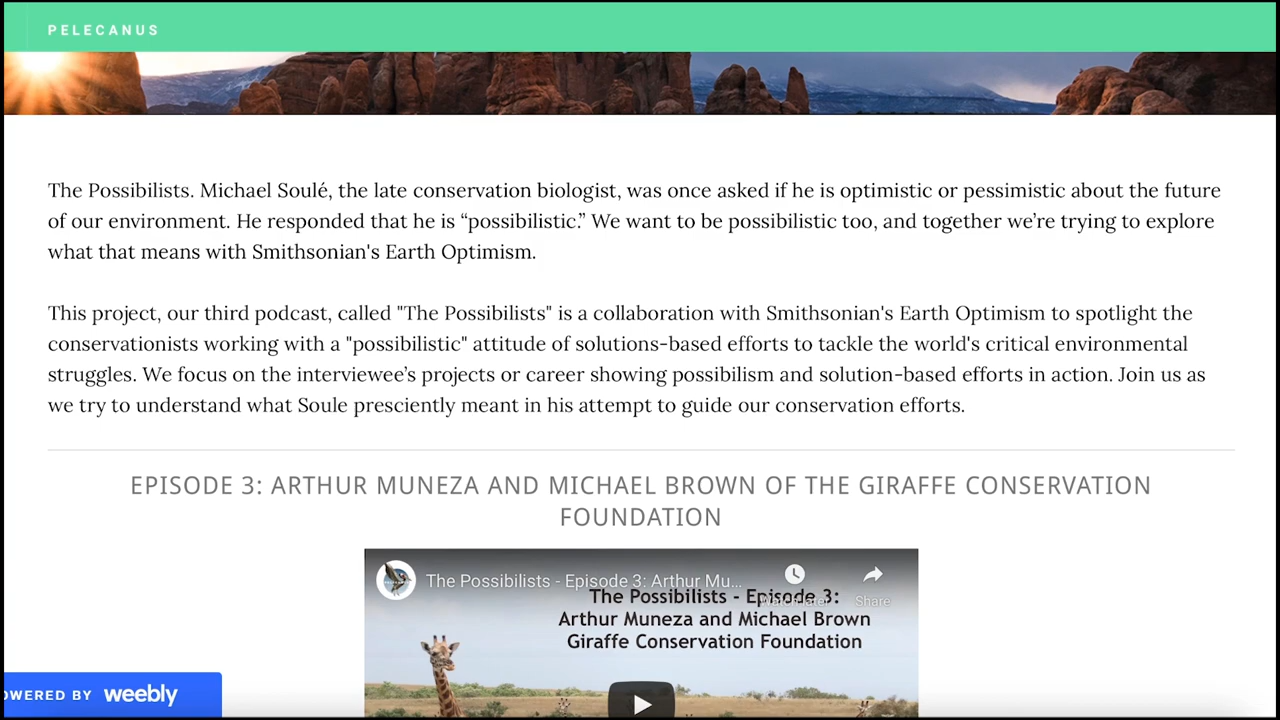 PELECANUS
The Possibilists. Michael Soulé, the late conservation biologist, was once asked if he is optimistic or pessimistic about the future
of our environment. He responded that he is “possibilistic.” We want to be possibilistic too, and together we’re trying to explore
what that means with Smithsonian's Earth Optimism.
This project, our third podcast, called "The Possibilists" is a collaboration with Smithsonian's Earth Optimism to spotlight the
conservationists working with a "possibilistic" attitude of solutions-based efforts to tackle the world's critical environmental
struggles. We focus on the interviewee’s projects or career showing possibilism and solution-based efforts in action. Join us as
we try to understand what Soule presciently meant in his attempt to guide our conservation efforts.
EPISODE 3: ARTHUR MUNEZA AND MICHAEL BROWN OF THE GIRAFFE CONSERVATION
FOUNDATION
The Possibilists - Episode 3: Arthur Mu...
The Possibilists - Episode 3:
Watch later Share
Arthur Muneza and Michael Brown
Giraffe Conservation Foundation
OWERED BY weebly